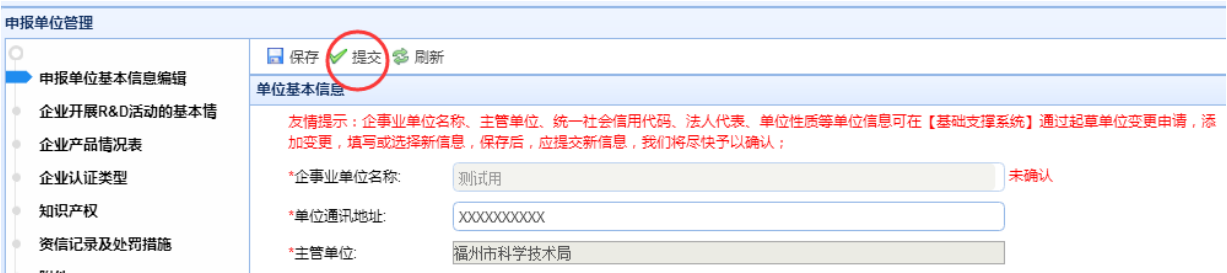 申报单位管理
保存 提交 刷新
申报单位基本信息编辑
企业开展R&D活动的基本情
企业产品情况表
企业认证类型
知识产权
资信记录及处罚措施
单位基本信息
友情提示：企事业单位名称、主管单位、统一社会信用代码、法人代表、单位性质等单位信息可在【基础支撑系统】通过起草单位变更申请，添
加变更，填写或选择新信息，保存后，应提交新信息，我们将尽快予以确认；
*企事业单位名称: 测试用 未确认
*单位通讯地址: XXXXXXXXXX
*主管单位: 福州市科学技术局